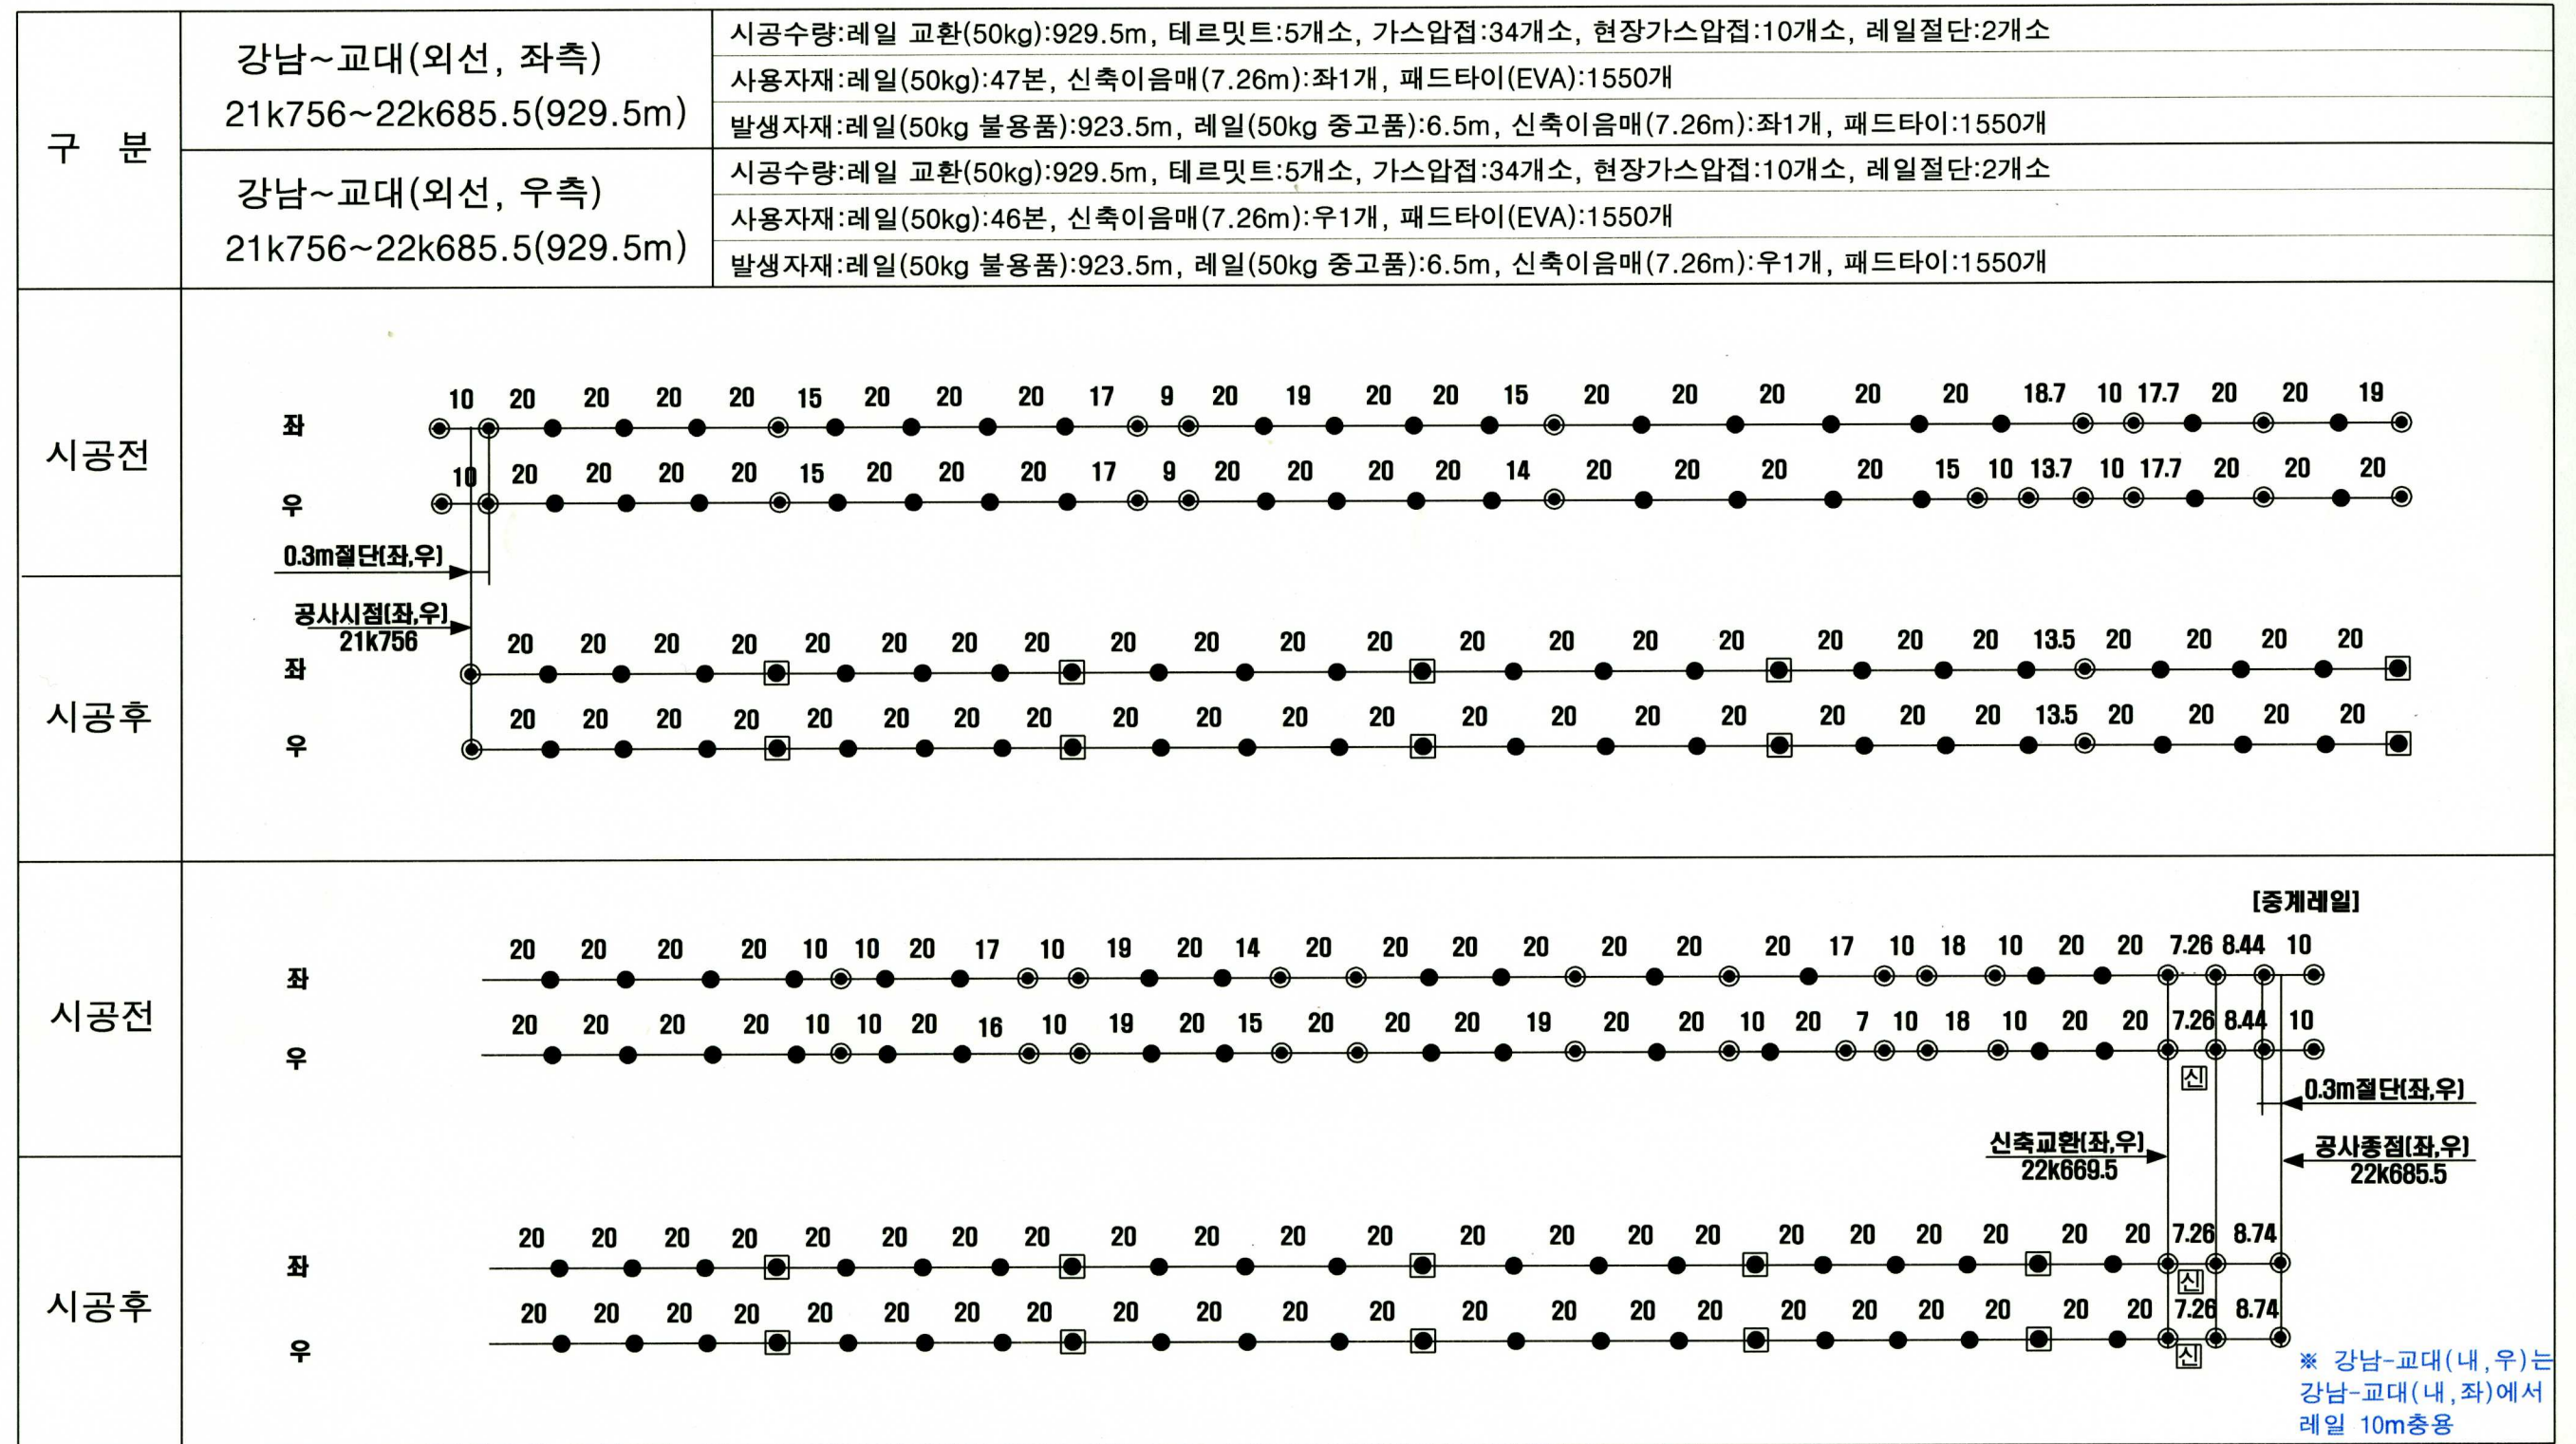 구 분
강남~교대(외선, 좌측)
21k756~22k685.5(929.5m)
시공수량:레일 교환(50kg):929.5m, 테르밋트:5개소, 가스압접:34개소, 현장가스압접:10개소, 레일절단:2개소
사용자재:레일(50kg):47본, 신축이음매(7.26m):좌1개, 패드타이(EVA):1550개
발생자재:레일(50kg 불용품):923.5m, 레일(50kg 중고품):6.5m, 신축이음매(7.26m):좌1개, 패드타이:1550개
강남~교대(외선, 우측)
21k756~22k685.5(929.5m)
시공수량:레일 교환(50kg):929.5m, 테르밋트:5개소, 가스압접:34개소, 현장가스압접:10개소, 레일절단:2개소
사용자재:레일(50kg):46본, 신축이음매(7.26m):우1개, 패드타이(EVA):1550개
발생자재:레일(50kg 불용품):923.5m, 레일(50kg 중고품):6.5m, 신축이음매(7.26m):우1개, 패드타이:1550개
시공전
좌 10 20 20 20 20 15 20 20 20 17 9 20 19 20 20 15 20 20 20 20 20 18.7 10 17.7 20 20 19
우 10 20 20 20 20 15 20 20 20 17 9 20 20 20 20 14 20 20 20 20 15 10 13.7 10 17.7 20 20 20
0.3m절단(좌,우)
공사시점(좌,우)
21k756
시공후
좌 20 20 20 20 20 20 20 20 20 20 20 20 20 20 20 20 20 20 20 13.5 20 20 20 20
우 20 20 20 20 20 20 20 20 20 20 20 20 20 20 20 20 20 20 20 13.5 20 20 20 20
[중계레일]
시공전
좌 20 20 20 20 10 10 20 17 10 19 20 14 20 20 20 20 20 20 20 17 10 18 10 20 20 7.26 8.44 10
우 20 20 20 20 10 10 20 16 10 19 20 15 20 20 20 19 20 20 10 20 7 10 18 10 20 20 7.26 8.44 10
신
0.3m절단(좌,우)
신축교환(좌,우)
22k669.5
공사종점(좌,우)
22k685.5
시공후
좌 20 20 20 20 20 20 20 20 20 20 20 20 20 20 20 20 20 20 20 20 20 20 7.26 8.74
신
우 20 20 20 20 20 20 20 20 20 20 20 20 20 20 20 20 20 20 20 20 20 20 7.26 8.74
신
※ 강남-교대(내,우)는
강남-교대(내,좌)에서
레일 10m충용